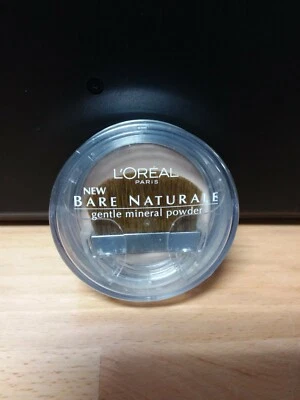 L'ORÉAL
PARIS
NEW
BARE NATURALE
gentle mineral powder